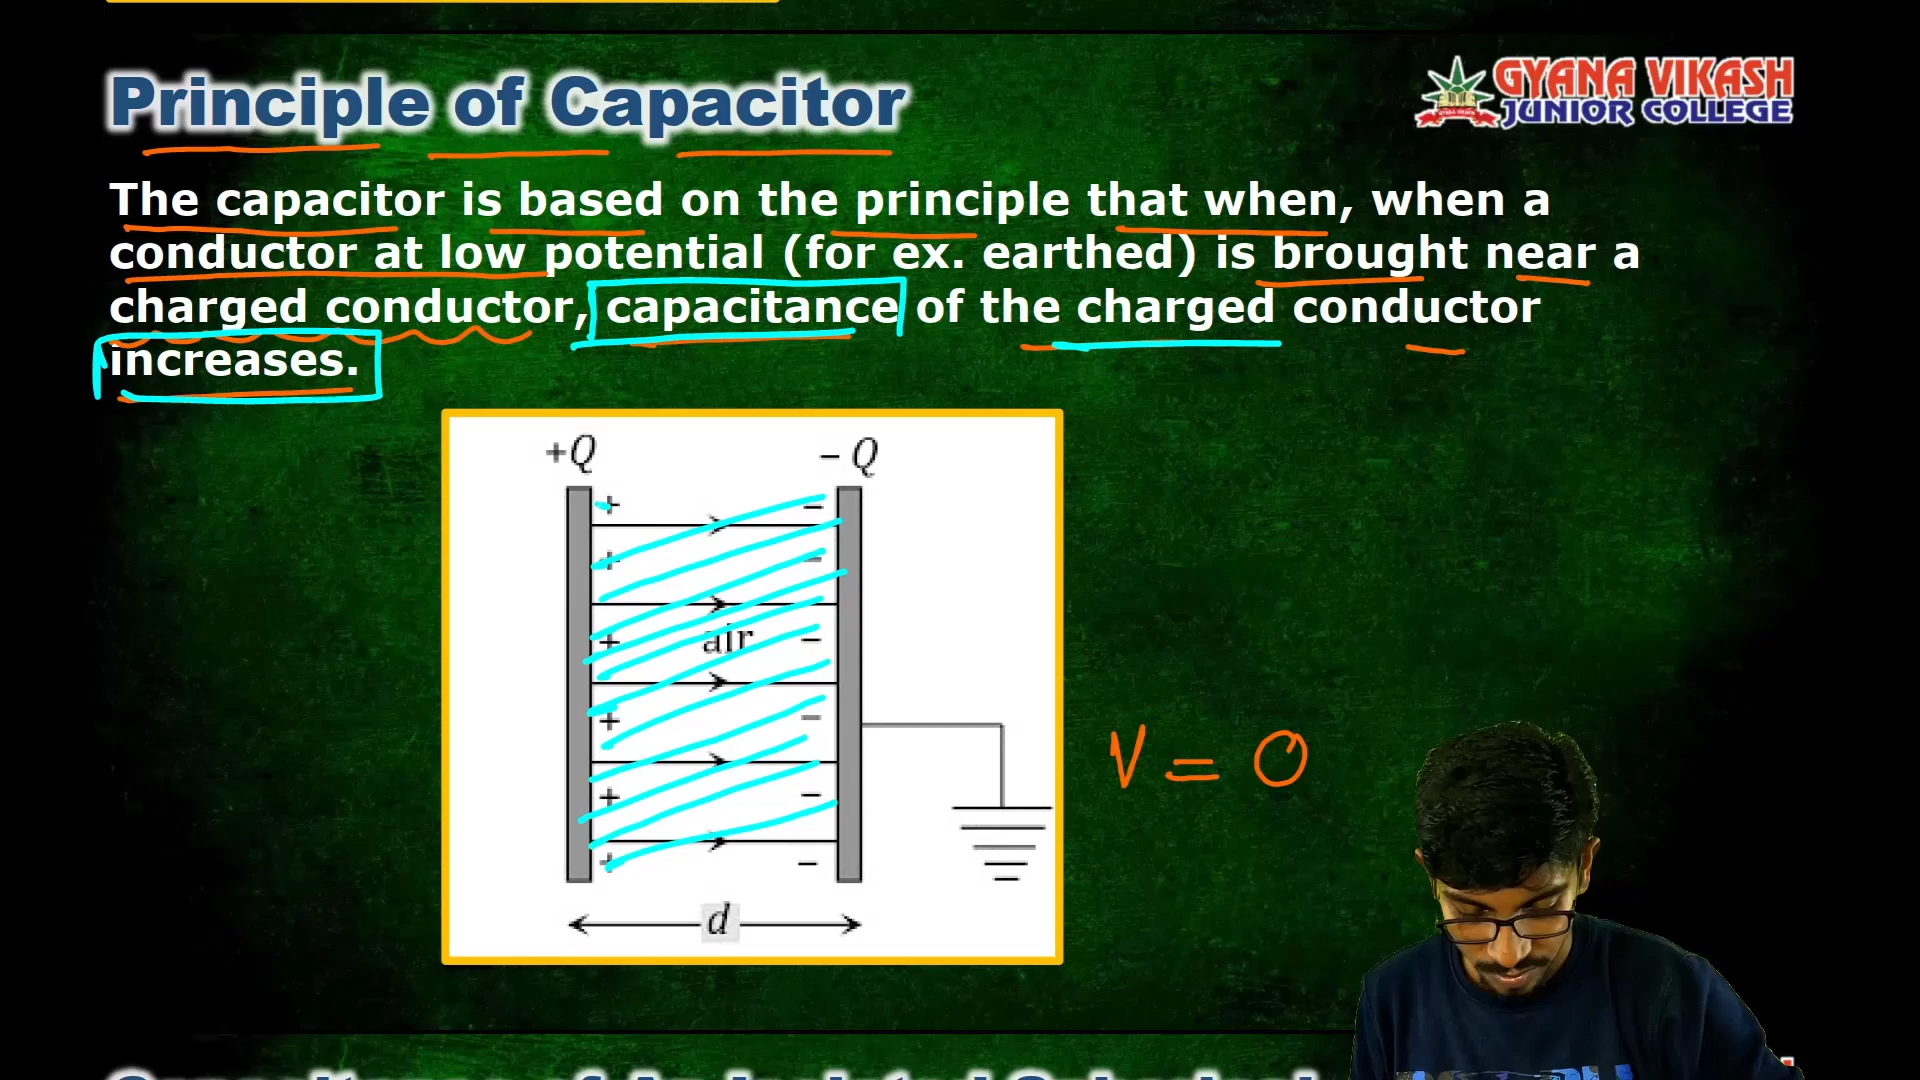 Principle of Capacitor
GYANA VIKASH
JUNIOR COLLEGE
The capacitor is based on the principle that when, when a
conductor at low potential (for ex. earthed) is brought near a
charged conductor, capacitance of the charged conductor
increases.
+Q
– Q
air
d
V = 0